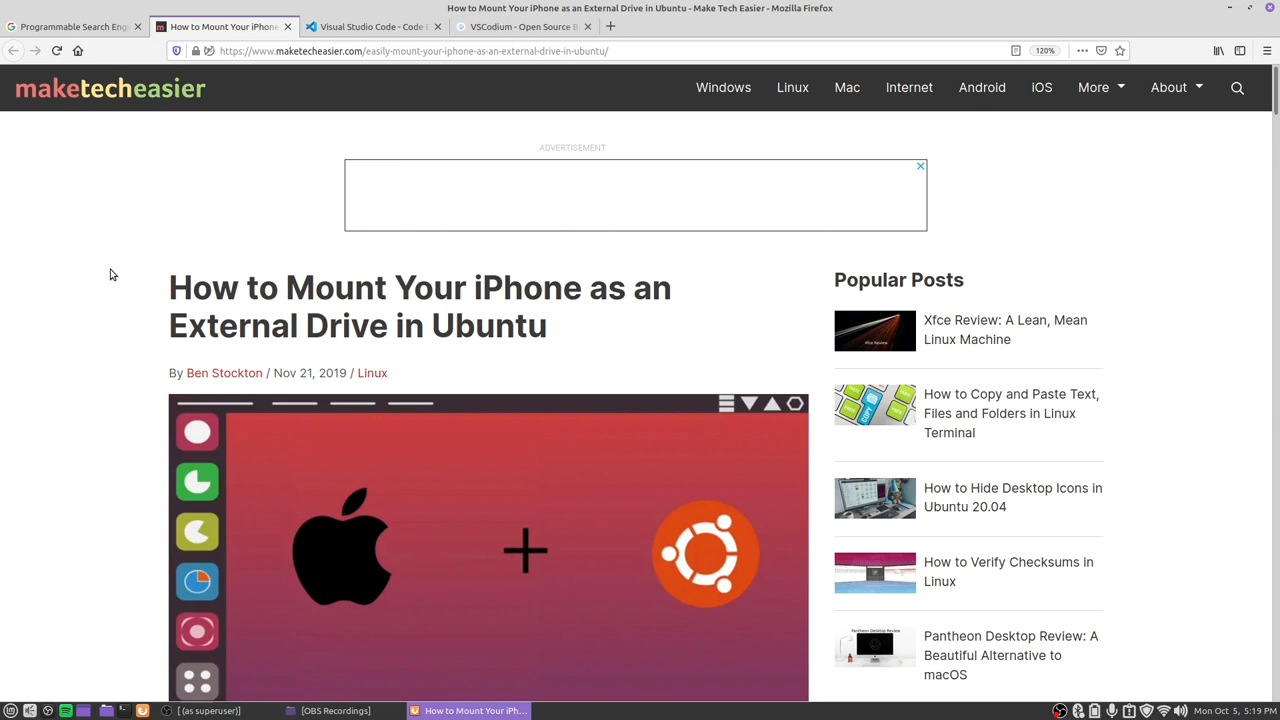 How to Mount Your iPhone as an External Drive in Ubuntu - Make Tech Easier - Mozilla Firefox
Programmable Search Eng
How to Mount Your iPhone
Visual Studio Code - Code E
VSCodium - Open Source B
https://www.maketecheasier.com/easily-mount-your-iphone-as-an-external-drive-in-ubuntu/
120%
maketecheasier
Windows
Linux
Mac
Internet
Android
iOS
More
About
ADVERTISEMENT
How to Mount Your iPhone as an
External Drive in Ubuntu
By Ben Stockton / Nov 21, 2019 / Linux
Popular Posts
Xfce Review: A Lean, Mean
Linux Machine
How to Copy and Paste Text,
Files and Folders in Linux
Terminal
How to Hide Desktop Icons in
Ubuntu 20.04
How to Verify Checksums in
Linux
Pantheon Desktop Review: A
Beautiful Alternative to
macOS
[ (as superuser)]
[OBS Recordings]
How to Mount Your iPh...
Mon Oct 5, 5:19 PM